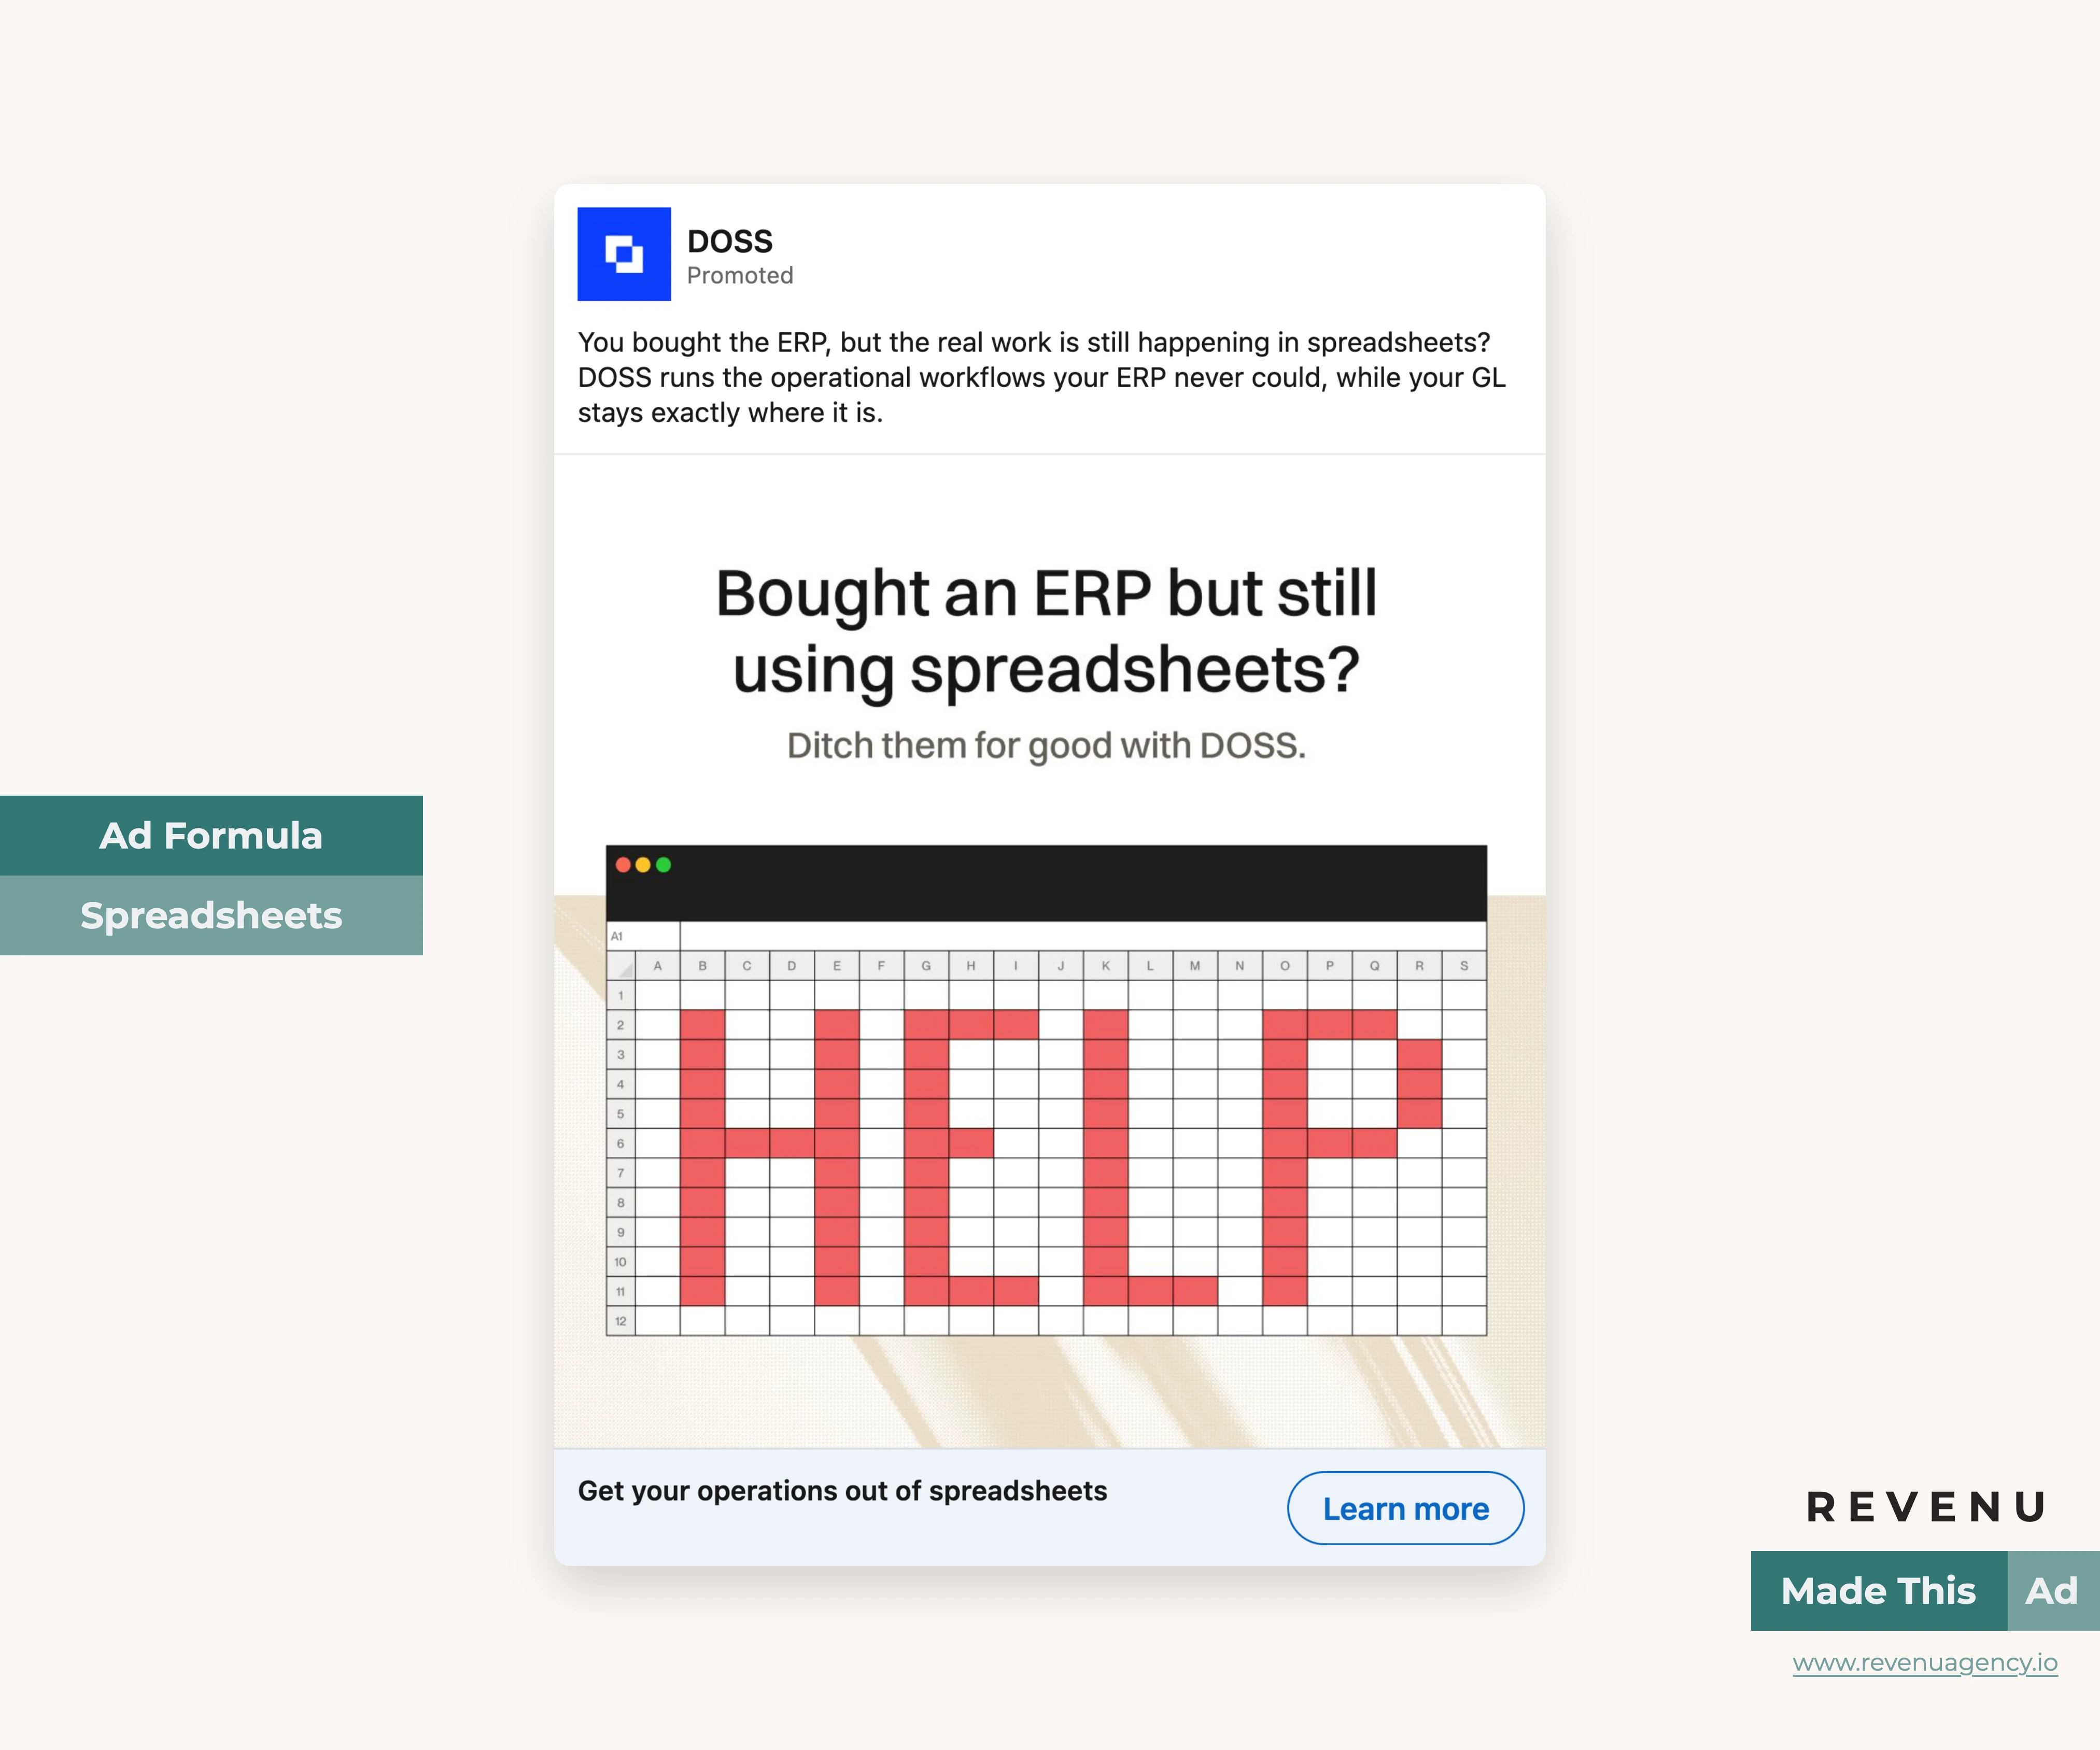 DOSS
Promoted
You bought the ERP, but the real work is still happening in spreadsheets?
DOSS runs the operational workflows your ERP never could, while your GL
stays exactly where it is.
Bought an ERP but still
using spreadsheets?
Ditch them for good with DOSS.
Ad Formula
Spreadsheets
A1
A B C D E F G H I J K L M N O P Q R S
1
2
3
4
5
6
7
8
9
10
11
12
HELP
Get your operations out of spreadsheets
Learn more
REVENU
Made This Ad
www.revenuagency.io